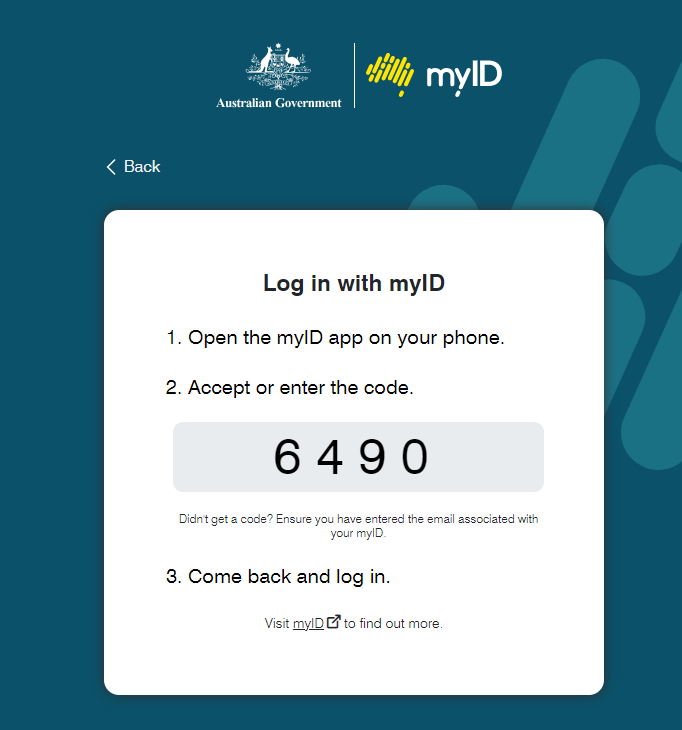 Australian Government
myID
Back
Log in with myID
1. Open the myID app on your phone.
2. Accept or enter the code.
6490
Didn't get a code? Ensure you have entered the email associated with
your myID.
3. Come back and log in.
Visit myID to find out more.